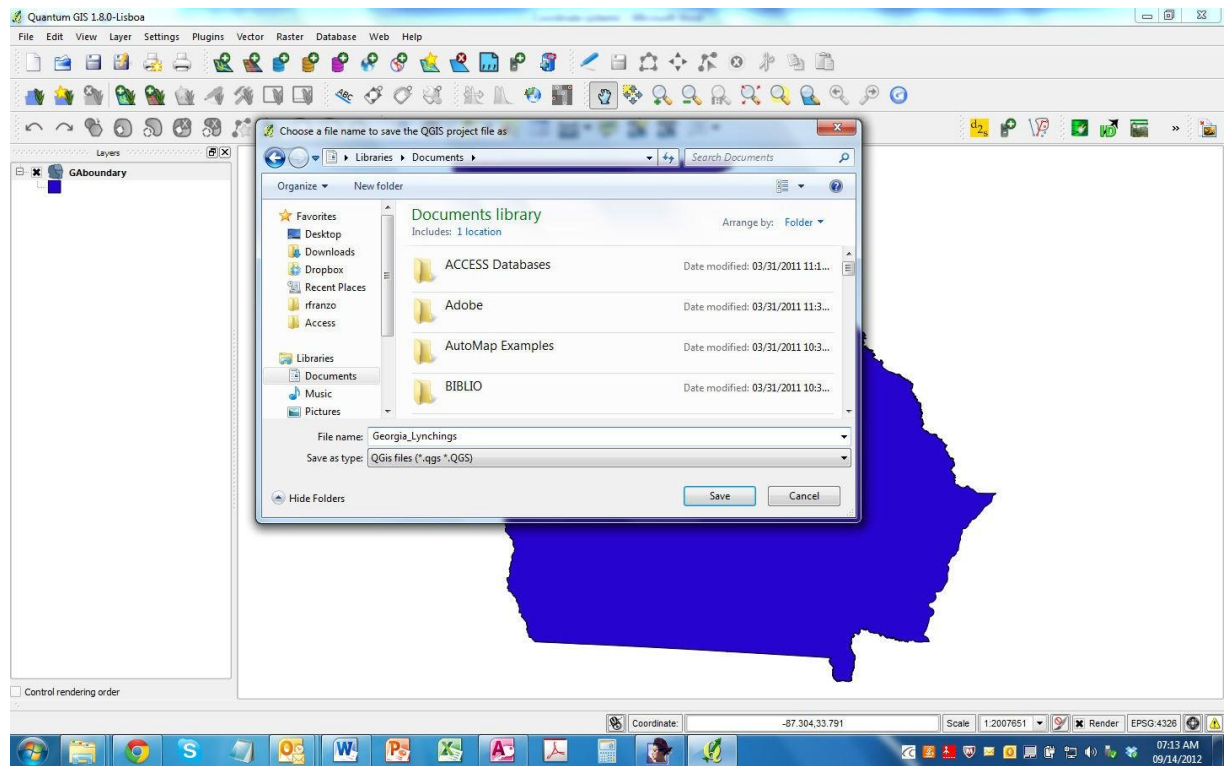 Quantum GIS 1.8.0-Lisboa
File Edit View Layer Settings Plugins Vector Raster Database Web Help
Layers
GAboundary
Control rendering order
Choose a file name to save the QGIS project file as
Libraries Documents
Search Documents
Organize New folder
Favorites
Desktop
Downloads
Dropbox
Recent Places
rfranzo
Access
Libraries
Documents
Music
Pictures
Documents library
Includes: 1 location
Arrange by: Folder
ACCESS Databases Date modified: 03/31/2011 11:1...
Adobe Date modified: 03/31/2011 11:3...
AutoMap Examples Date modified: 03/31/2011 10:3...
BIBLIO Date modified: 03/31/2011 10:3...
File name: Georgia_Lynchings
Save as type: QGis files (*.qgs *.QGS)
Hide Folders
Save Cancel
Coordinate: -87.304,33.791 Scale 1:2007651 Render EPSG:4326
07:13 AM
09/14/2012